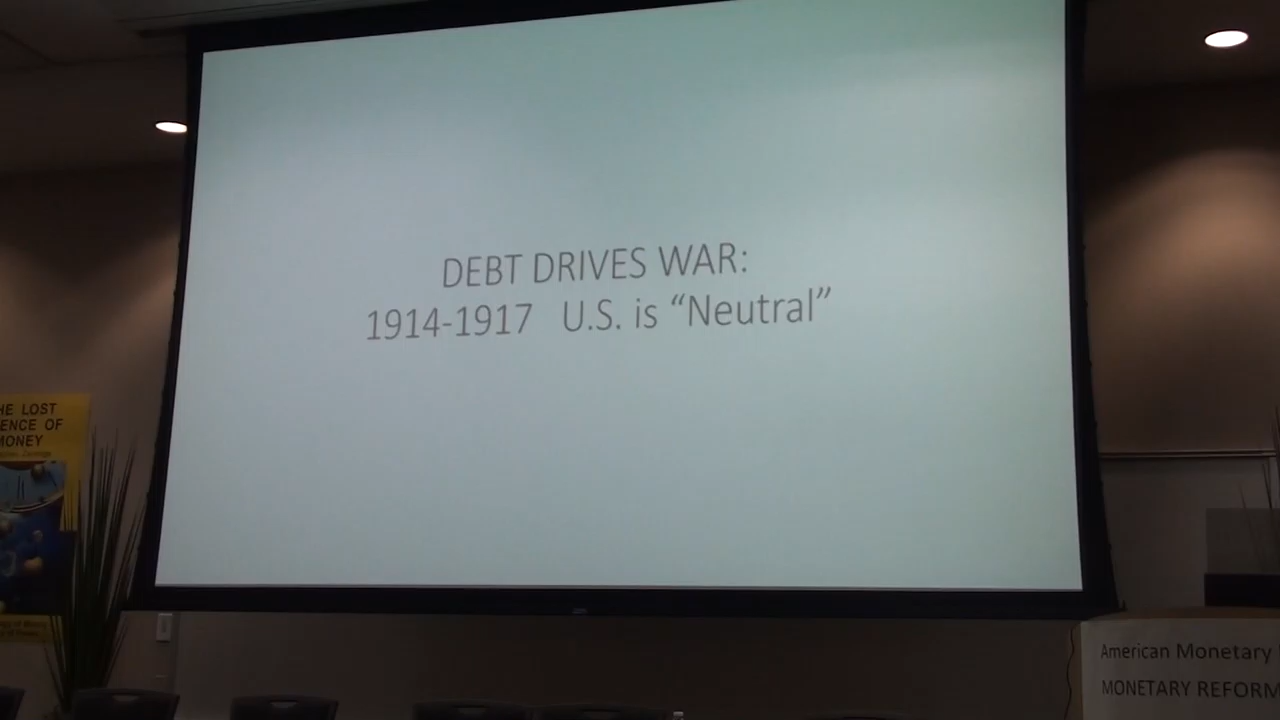 DEBT DRIVES WAR:
1914-1917 U.S. is “Neutral”
HE LOST
ENCE OF
MONEY
American Monetary
MONETARY REFORM